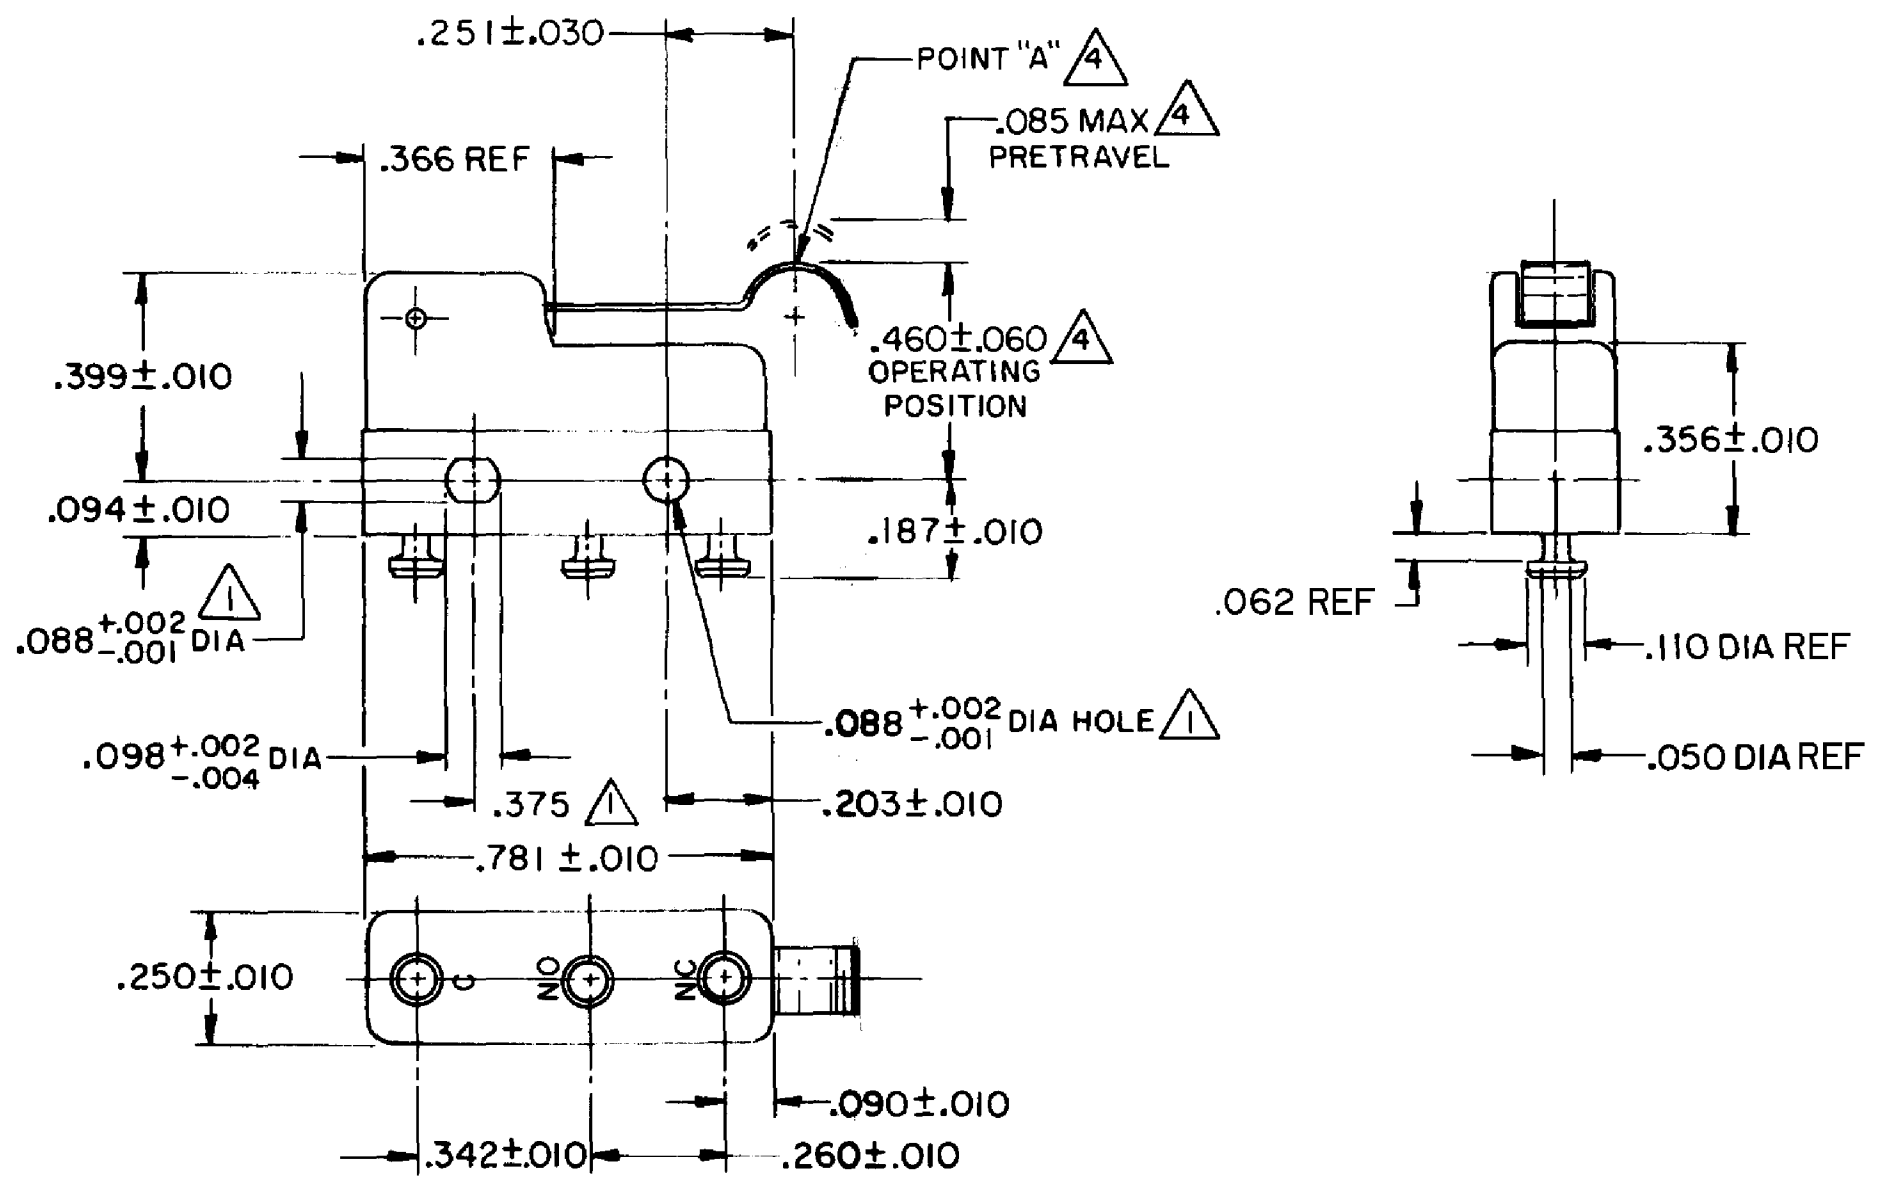 .251±.030
POINT "A" 4
.085 MAX 4
PRETRAVEL
.366 REF
.399±.010
.460±.060 4
OPERATING
POSITION
.356±.010
.094±.010
.187±.010
1
.088 +.002 -.001 DIA
.062 REF
.110 DIA REF
.088 +.002 -.001 DIA HOLE 1
.098 +.002 -.004 DIA
.050 DIA REF
.375 1
.203±.010
.781±.010
.250±.010
C
NO
NC
.090±.010
.342±.010
.260±.010